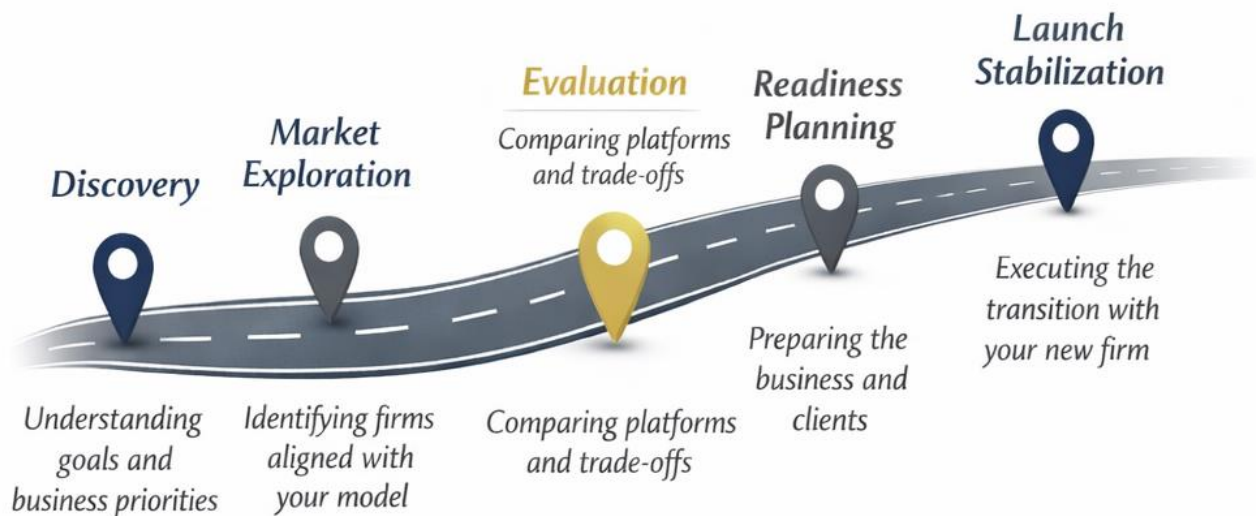 Discovery
Understanding
goals and
business priorities
Market
Exploration
Identifying firms
aligned with
your model
Evaluation
Comparing platforms
and trade-offs
Comparing platforms
and trade-offs
Readiness
Planning
Preparing the
business and
clients
Launch
Stabilization
Executing the
transition with
your new firm